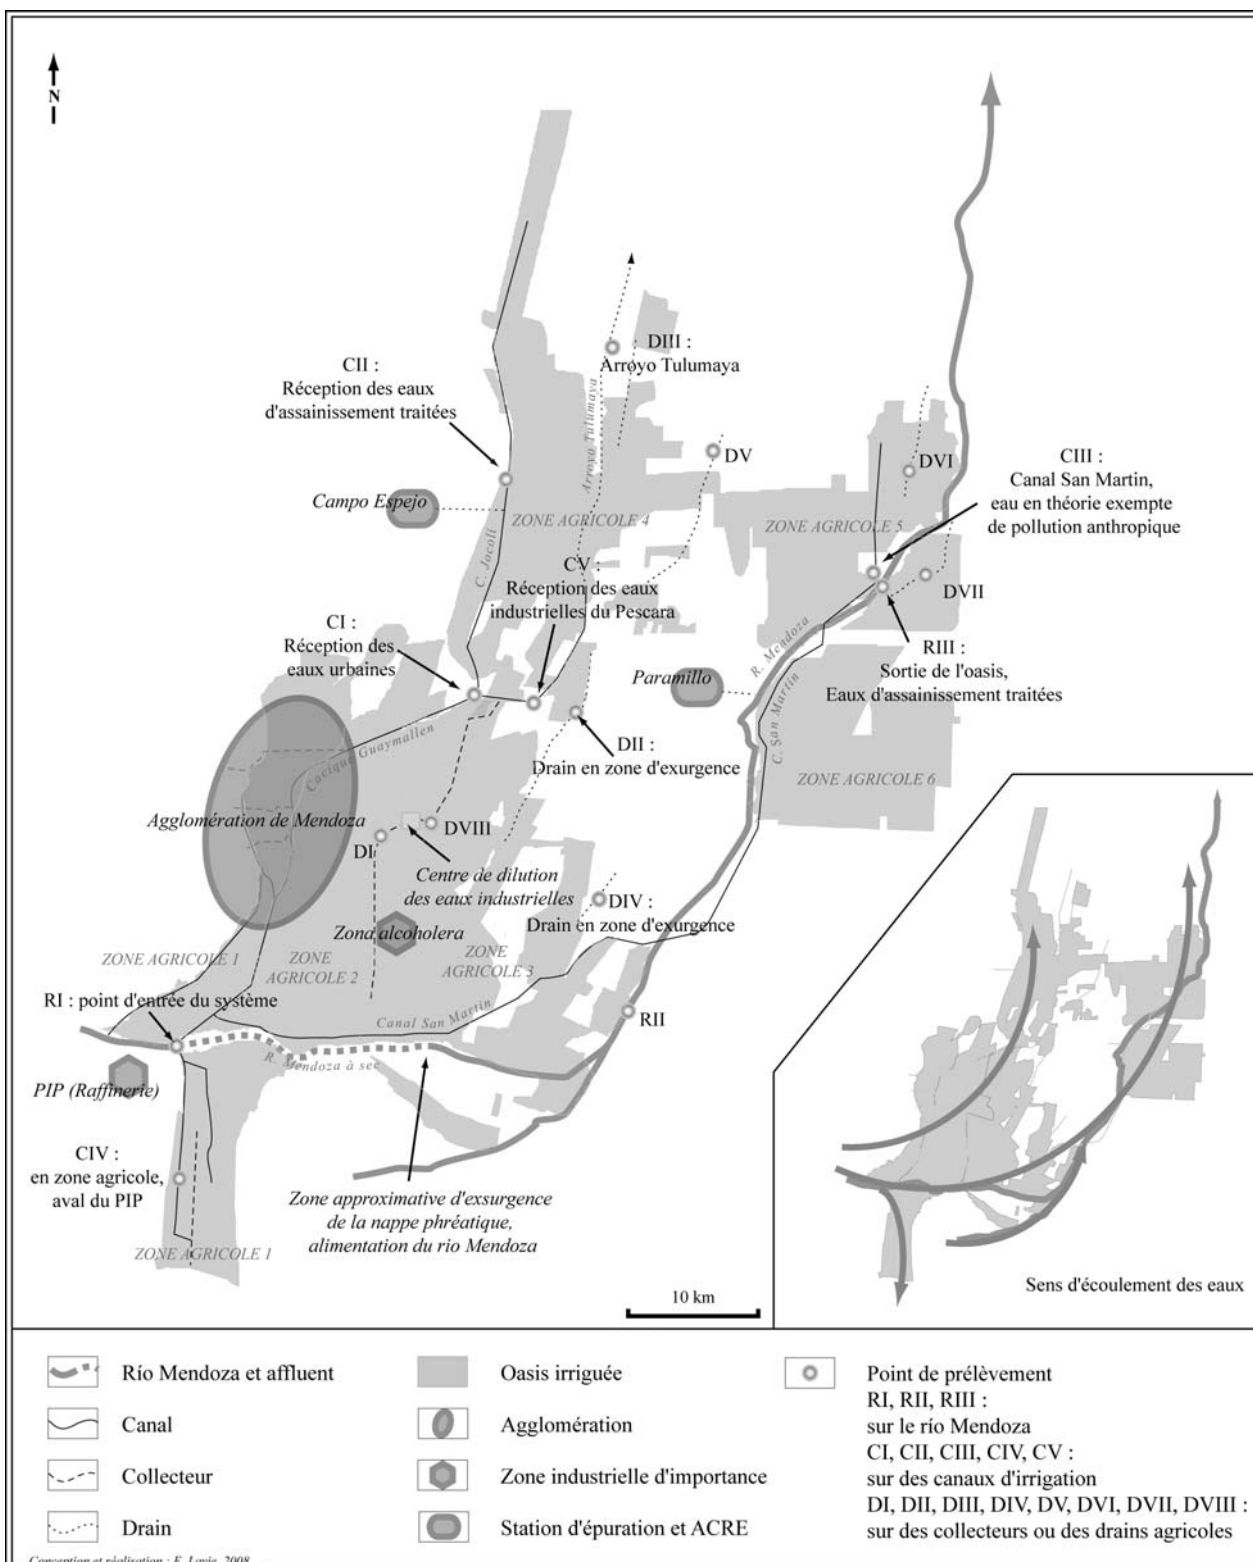 N
CII :
Réception des eaux
d'assainissement traitées
DIII :
Arroyo Tulumaya
Arroyo Tulumaya
DV
DVI
CIII :
Canal San Martin,
eau en théorie exempte
de pollution anthropique
Campo Espejo
ZONE AGRICOLE 4
ZONE AGRICOLE 5
C. Jocoli
CV :
Réception des eaux
industrielles du Pescara
DVII
CI :
Réception des
eaux urbaines
R. Mendoza
RIII :
Sortie de l'oasis,
Eaux d'assainissement traitées
Paramillo
C. San Martin
Cacique Guaymallen
DII :
Drain en zone d'exurgence
ZONE AGRICOLE 6
Agglomération de Mendoza
DVIII
DI
Centre de dilution
des eaux industrielles
DIV :
Drain en zone d'exurgence
Zona alcoholera
ZONE AGRICOLE 1
ZONE
AGRICOLE 2
ZONE
AGRICOLE 3
RI : point d'entrée du système
Canal San Martin
RII
R. Mendoza à sec
PIP (Raffinerie)
CIV :
en zone agricole,
aval du PIP
Zone approximative d'exsurgence
de la nappe phréatique,
alimentation du rio Mendoza
ZONE AGRICOLE 1
10 km
Sens d'écoulement des eaux
Río Mendoza et affluent
Canal
Collecteur
Drain
Oasis irriguée
Agglomération
Zone industrielle d'importance
Station d'épuration et ACRE
Point de prélèvement
RI, RII, RIII :
sur le río Mendoza
CI, CII, CIII, CIV, CV :
sur des canaux d'irrigation
DI, DII, DIII, DIV, DV, DVI, DVII, DVIII :
sur des collecteurs ou des drains agricoles
Conception et réalisation : E. Lavie, 2008